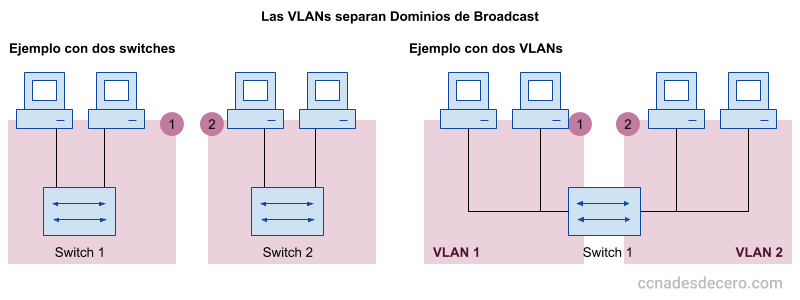 Las VLANs separan Dominios de Broadcast
Ejemplo con dos switches
Ejemplo con dos VLANs
1
2
1
2
Switch 1
Switch 2
VLAN 1
Switch 1
VLAN 2
ccnadesdecero.com